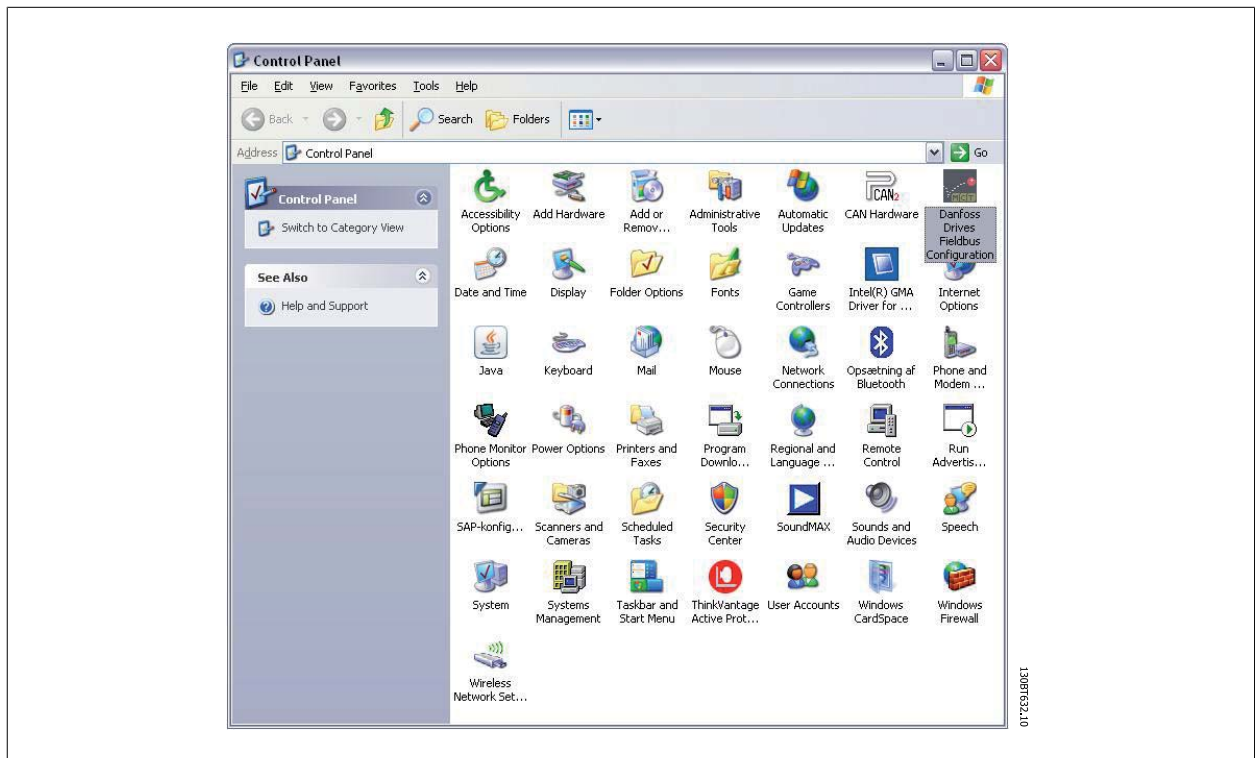 Control Panel
File Edit View Favorites Tools Help
Back Search Folders
Address Control Panel Go
Control Panel
Switch to Category View
See Also
Help and Support
Accessibility Options
Add Hardware
Add or Remov...
Administrative Tools
Automatic Updates
CAN Hardware
Danfoss Drives Fieldbus Configuration
Date and Time
Display
Folder Options
Fonts
Game Controllers
Intel(R) GMA Driver for ...
Internet Options
Java
Keyboard
Mail
Mouse
Network Connections
Opsætning af Bluetooth
Phone and Modem ...
Phone Monitor Options
Power Options
Printers and Faxes
Program Downlo...
Regional and Language ...
Remote Control
Run Advertis...
SAP-konfig...
Scanners and Cameras
Scheduled Tasks
Security Center
SoundMAX
Sounds and Audio Devices
Speech
System
Systems Management
Taskbar and Start Menu
ThinkVantage Active Prot...
User Accounts
Windows CardSpace
Windows Firewall
Wireless Network Set...
130BT632.10